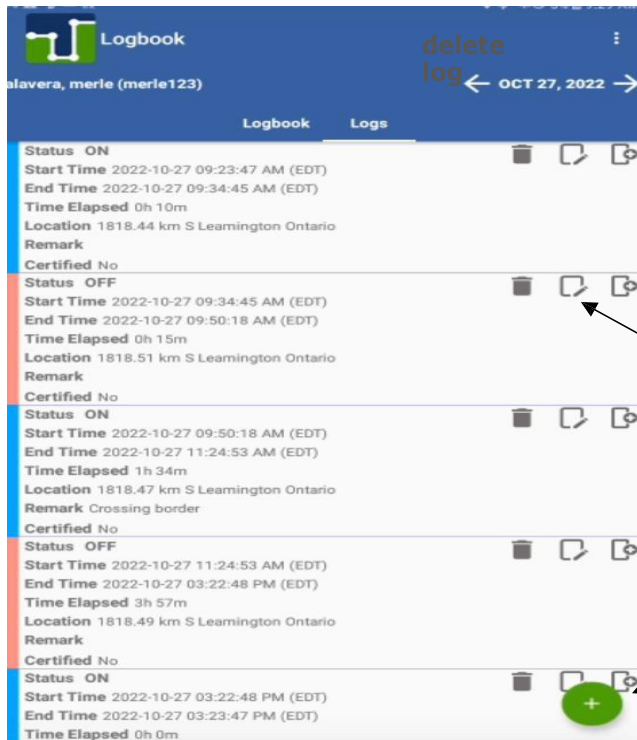 Logbook
delete
log
alavera, merle (merle123)
OCT 27, 2022
Logbook Logs
Status ON
Start Time 2022-10-27 09:23:47 AM (EDT)
End Time 2022-10-27 09:34:45 AM (EDT)
Time Elapsed 0h 10m
Location 1818.44 km S Leamington Ontario
Remark
Certified No
Status OFF
Start Time 2022-10-27 09:34:45 AM (EDT)
End Time 2022-10-27 09:50:18 AM (EDT)
Time Elapsed 0h 15m
Location 1818.51 km S Leamington Ontario
Remark
Certified No
Status ON
Start Time 2022-10-27 09:50:18 AM (EDT)
End Time 2022-10-27 11:24:53 AM (EDT)
Time Elapsed 1h 34m
Location 1818.47 km S Leamington Ontario
Remark Crossing border
Certified No
Status OFF
Start Time 2022-10-27 11:24:53 AM (EDT)
End Time 2022-10-27 03:22:48 PM (EDT)
Time Elapsed 3h 57m
Location 1818.49 km S Leamington Ontario
Remark
Certified No
Status ON
Start Time 2022-10-27 03:22:48 PM (EDT)
End Time 2022-10-27 03:23:47 PM (EDT)
Time Elapsed 0h 0m